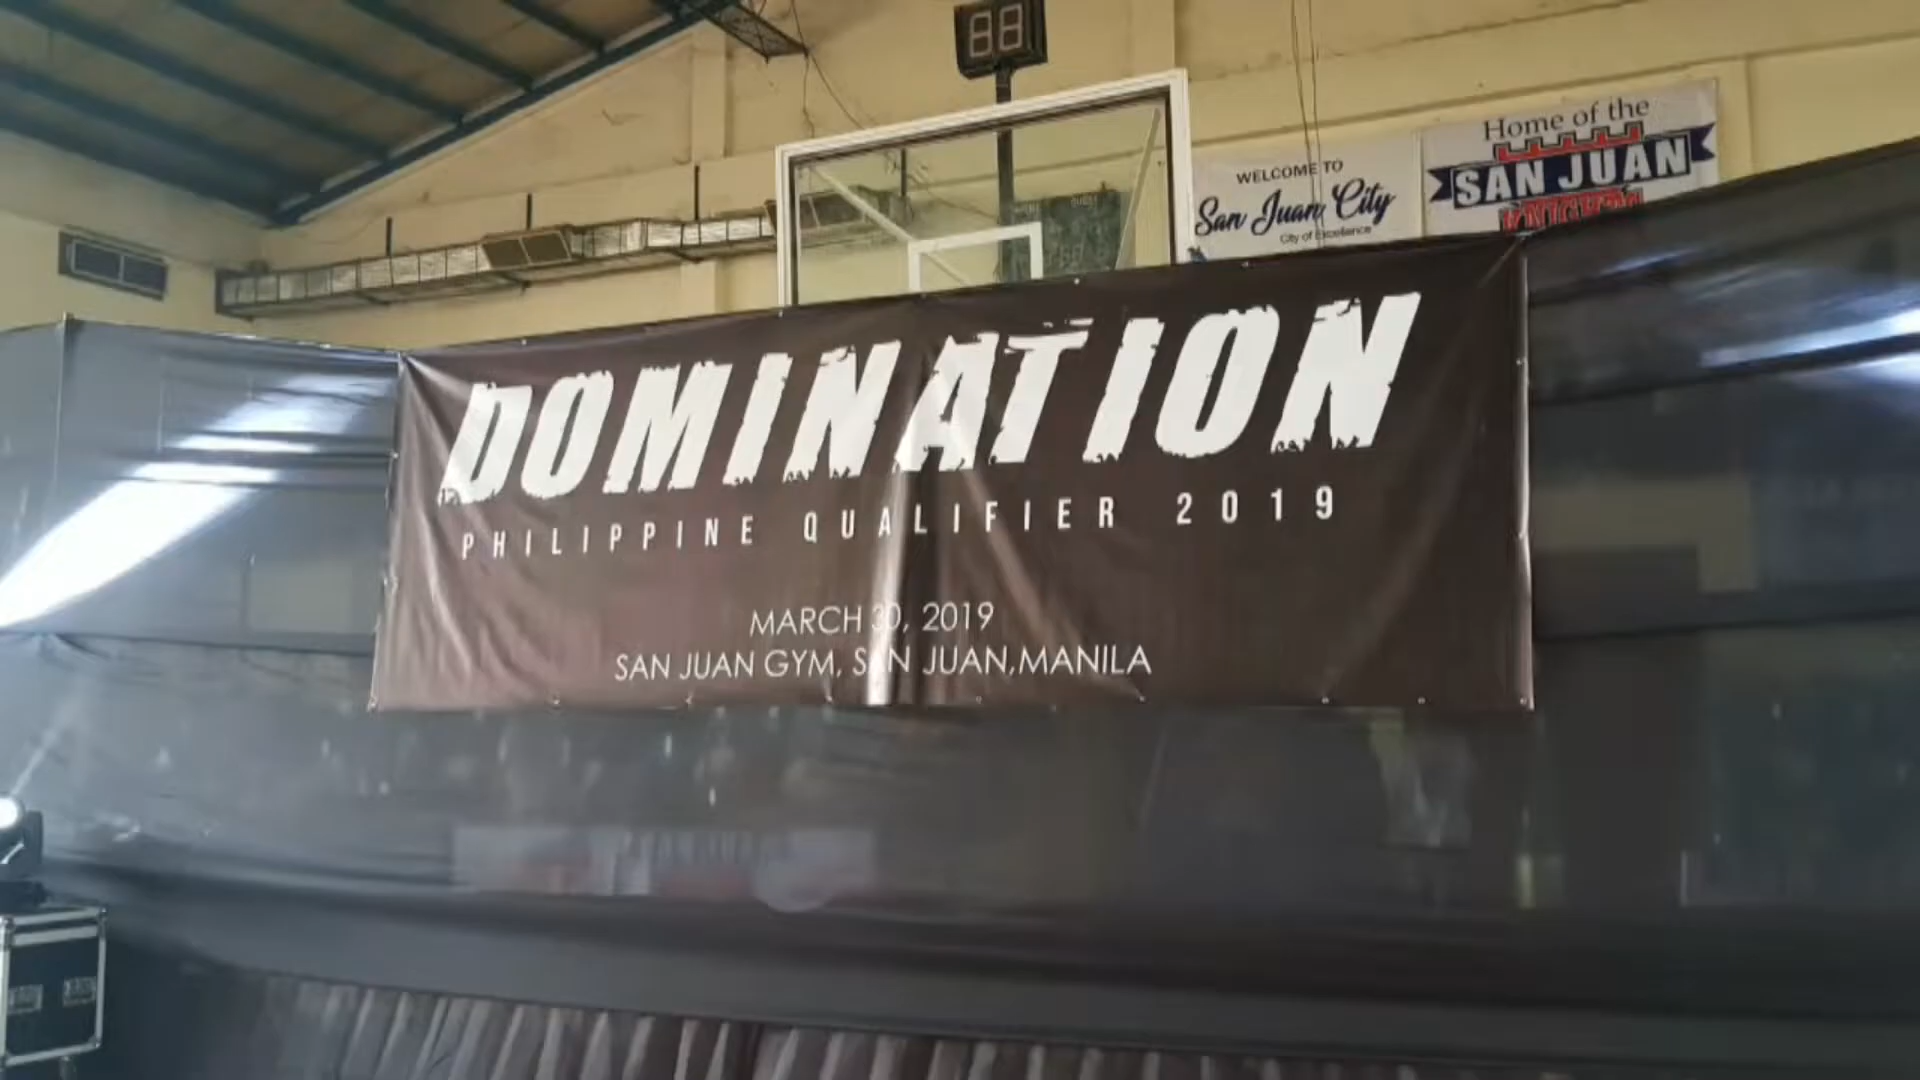 Home of the
SAN JUAN
KNIGHTS
WELCOME TO
San Juan City
City of Excellence
DOMINATION
PHILIPPINE QUALIFIER 2019
MARCH 30, 2019
SAN JUAN GYM, SAN JUAN,MANILA